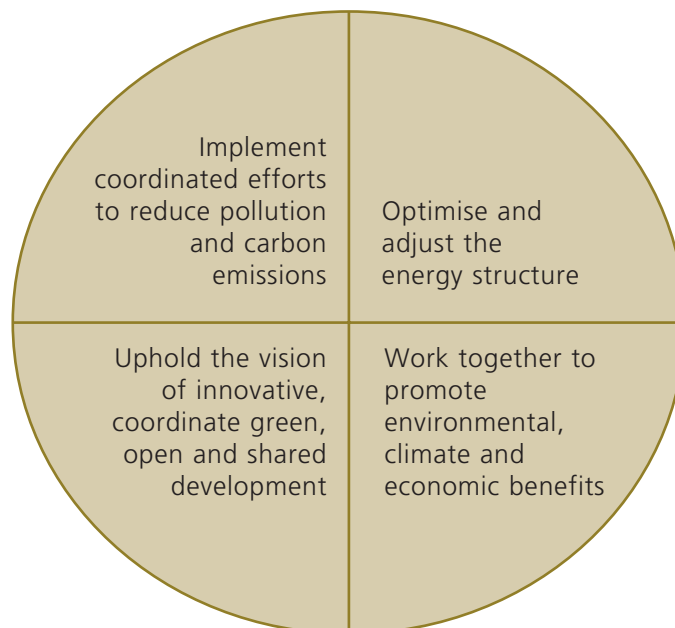 Implement
coordinated efforts
to reduce pollution
and carbon
emissions
Optimise and
adjust the
energy structure
Uphold the vision
of innovative,
coordinate green,
open and shared
development
Work together to
promote
environmental,
climate and
economic benefits